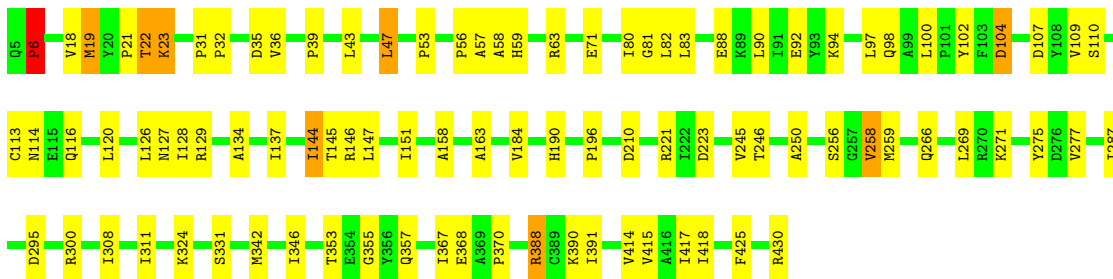 Q5 P6 V18 M19 Y20 P21 T22 K23 P31 P32 D35 V36 P39 L43 L47 P53 P56 A57 A58 H59 R63 E71 I80 G81 L82 L83 E88 K89 L90 I91 E92 Y93 K94 L97 Q98 A99 L100 P101 Y102 F103 D104 D107 Y108 V109 S110
C113 N114 E115 Q116 L120 L126 N127 I128 R129 A134 I137 I144 T145 R146 L147 I151 A158 A163 V184 H190 P196 D210 R221 I222 D223 V245 T246 A250 S256 G257 V258 M259 Q266 L269 R270 K271 Y275 D276 V277
D295 R300 I308 I311 K324 S331 M342 I346 T353 E354 G355 Y356 Q357 I367 E368 A369 P370 R388 C389 K390 I391 V414 V415 A416 I417 I418 F425 R430